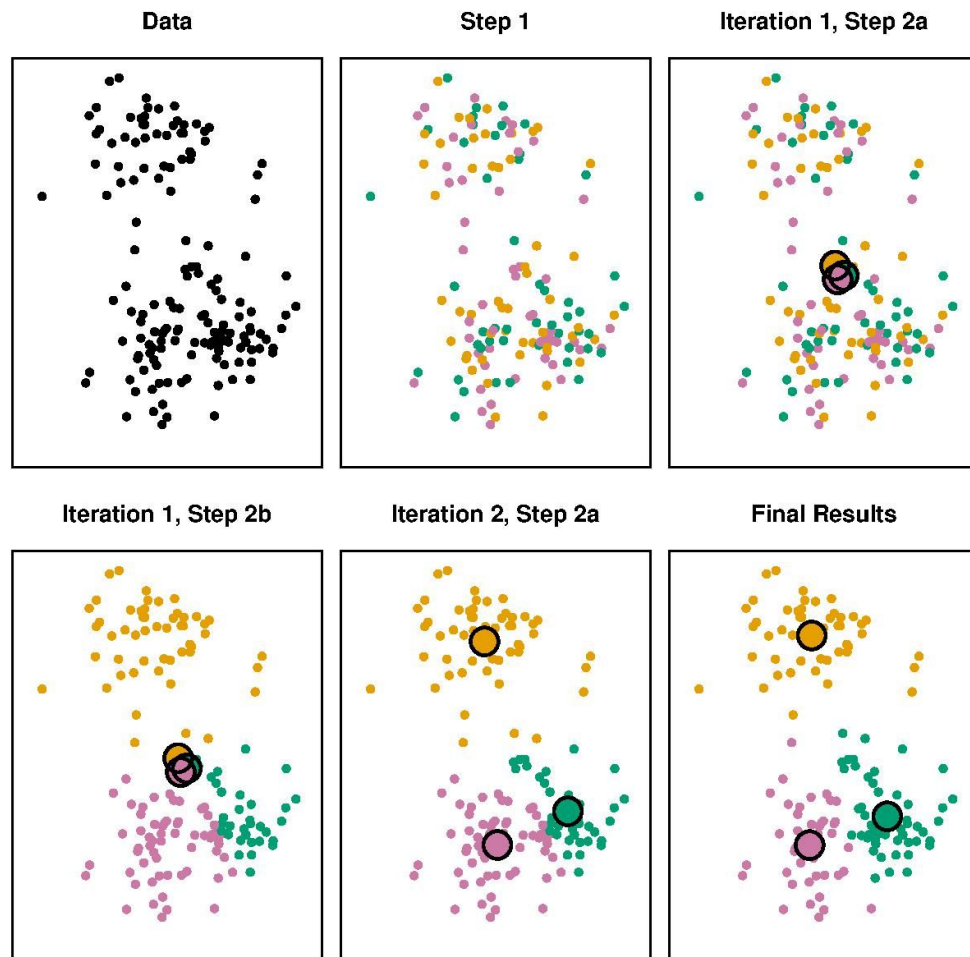 Data
Step 1
Iteration 1, Step 2a
Iteration 1, Step 2b
Iteration 2, Step 2a
Final Results